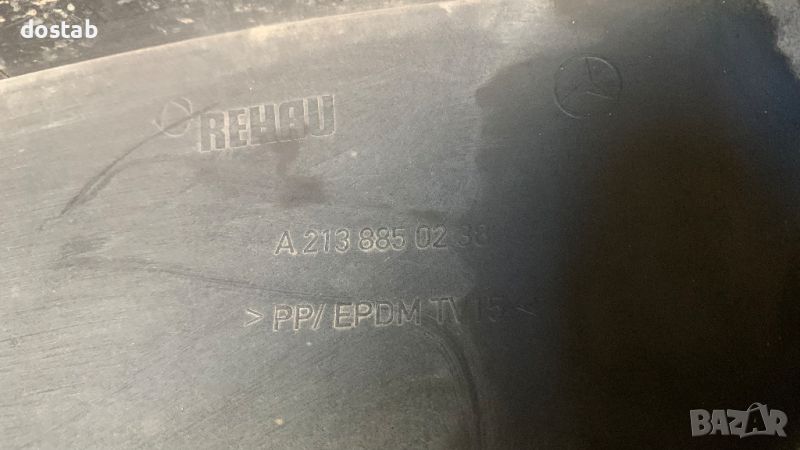 dostab
REHAU
A 213 885 02 38
> PP/ EPDM TV15 <
BAZAR